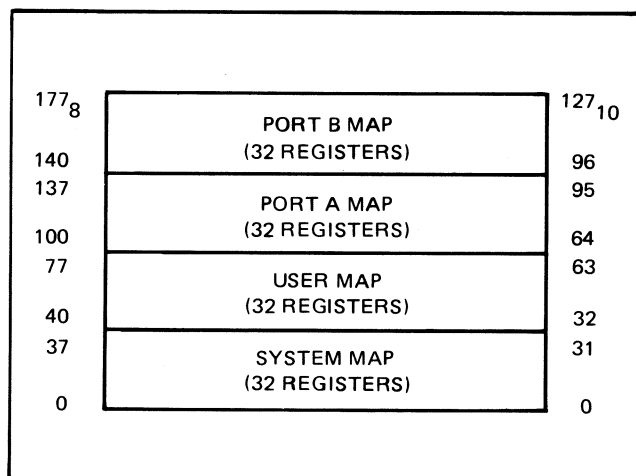 177₈ PORT B MAP 127₁₀
(32 REGISTERS)
140 96
137 95
PORT A MAP
(32 REGISTERS)
100 64
77 63
USER MAP
(32 REGISTERS)
40 32
37 31
SYSTEM MAP
(32 REGISTERS)
0 0